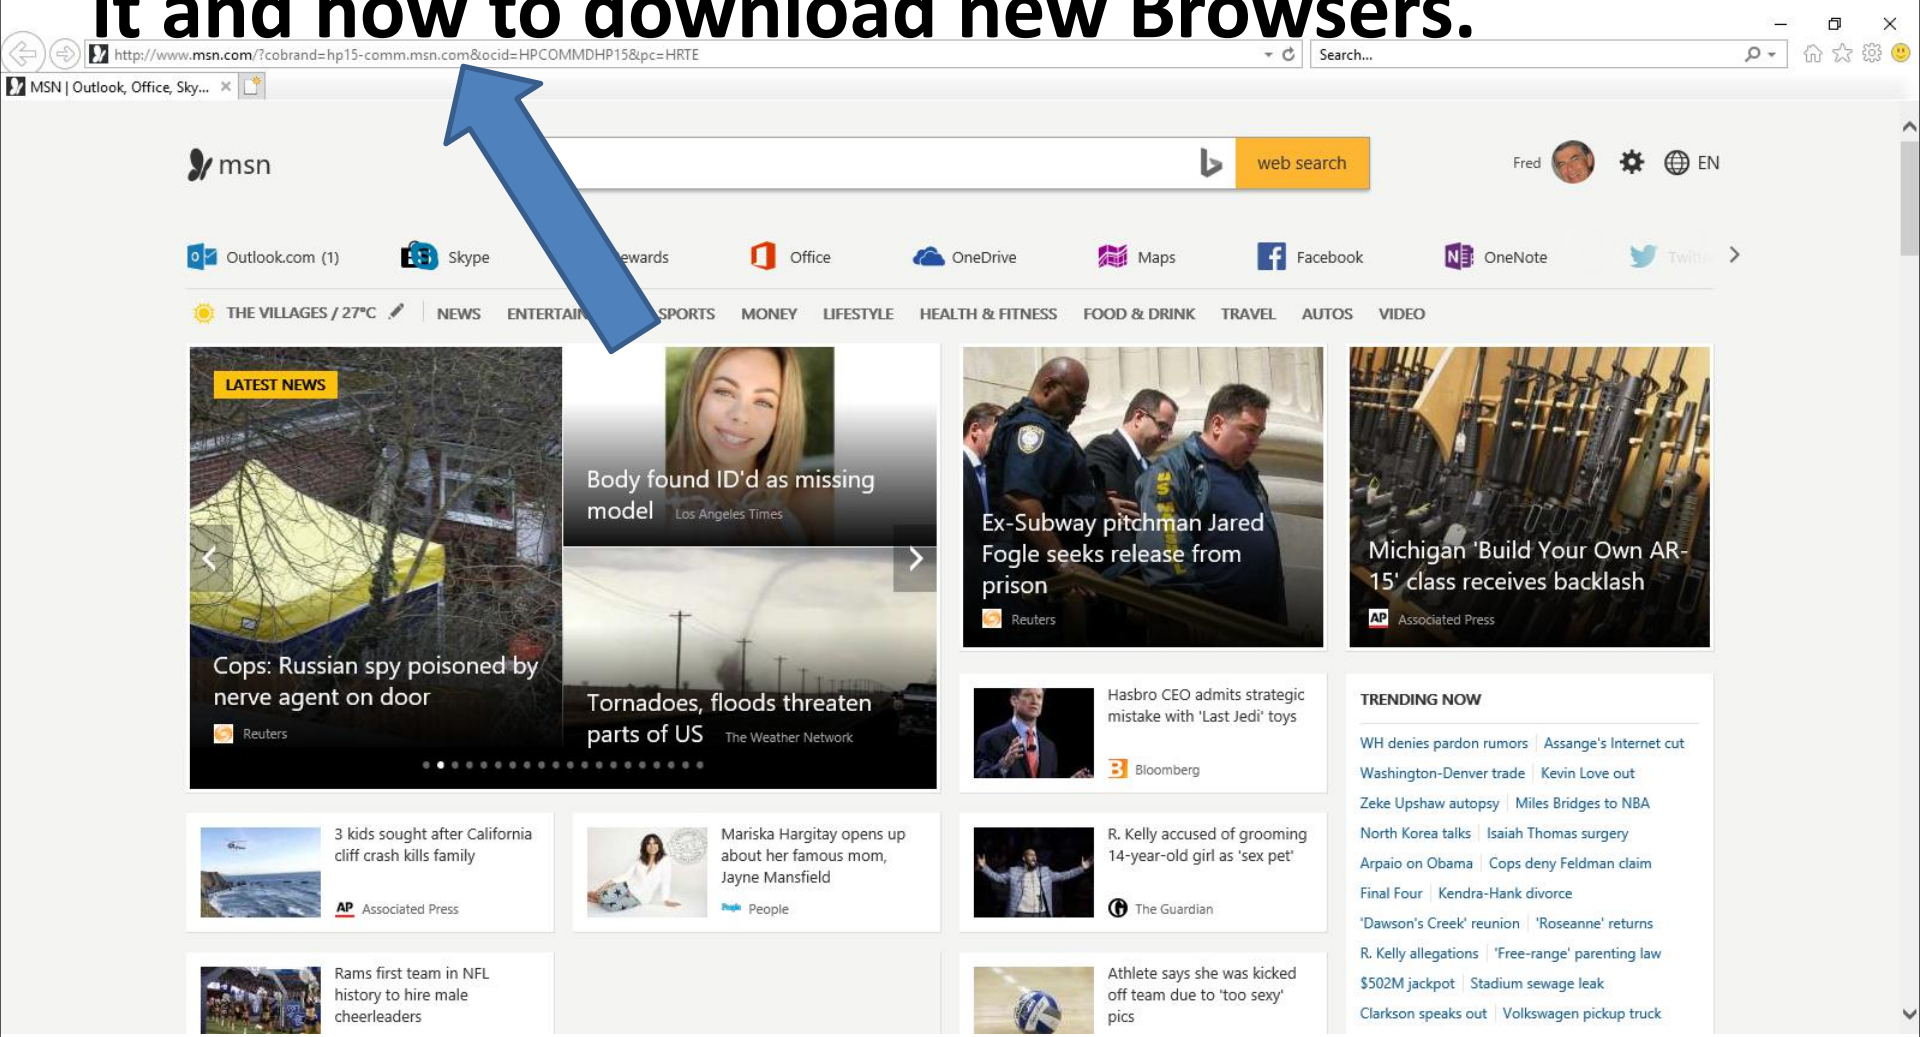 it and how to download new Browsers.
http://www.msn.com/?cobrand=hp15-comm.msn.com&ocid=HPCOMMDHP15&pc=HRTE
Search...
MSN | Outlook, Office, Sky...
msn
web search
Fred
EN
Outlook.com (1)
Skype
ewards
Office
OneDrive
Maps
Facebook
OneNote
Twitt
THE VILLAGES / 27°C
NEWS
ENTERTAIN
SPORTS
MONEY
LIFESTYLE
HEALTH & FITNESS
FOOD & DRINK
TRAVEL
AUTOS
VIDEO
LATEST NEWS
Cops: Russian spy poisoned by
nerve agent on door
Reuters
Body found ID'd as missing
model Los Angeles Times
Tornadoes, floods threaten
parts of US The Weather Network
Ex-Subway pitchman Jared
Fogle seeks release from
prison
Reuters
Michigan 'Build Your Own AR-
15' class receives backlash
AP Associated Press
Hasbro CEO admits strategic
mistake with 'Last Jedi' toys
Bloomberg
3 kids sought after California
cliff crash kills family
AP Associated Press
Mariska Hargitay opens up
about her famous mom,
Jayne Mansfield
People People
R. Kelly accused of grooming
14-year-old girl as 'sex pet'
The Guardian
Rams first team in NFL
history to hire male
cheerleaders
Athlete says she was kicked
off team due to 'too sexy'
pics
TRENDING NOW
WH denies pardon rumors | Assange's Internet cut
Washington-Denver trade | Kevin Love out
Zeke Upshaw autopsy | Miles Bridges to NBA
North Korea talks | Isaiah Thomas surgery
Arpaio on Obama | Cops deny Feldman claim
Final Four | Kendra-Hank divorce
'Dawson's Creek' reunion | 'Roseanne' returns
R. Kelly allegations | 'Free-range' parenting law
$502M jackpot | Stadium sewage leak
Clarkson speaks out | Volkswagen pickup truck